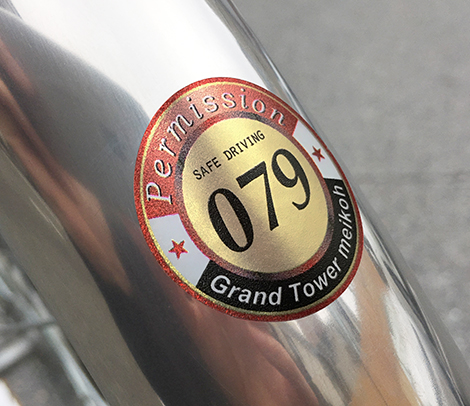 Permission
SAFE DRIVING
079
Grand Tower meikoh